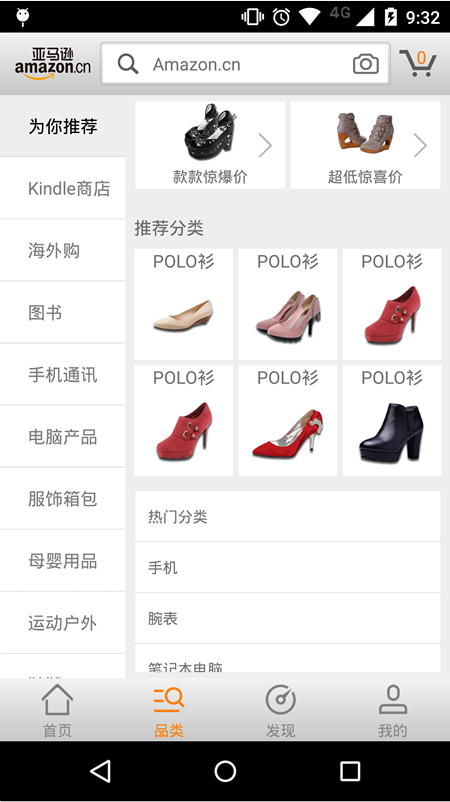 4G 9:32
亚马逊
amazon.cn
Amazon.cn
0
为你推荐
Kindle商店
海外购
图书
手机通讯
电脑产品
服饰箱包
母婴用品
运动户外
款款惊爆价
超低惊喜价
推荐分类
POLO衫
POLO衫
POLO衫
POLO衫
POLO衫
POLO衫
热门分类
手机
腕表
笔记本电脑
首页
品类
发现
我的